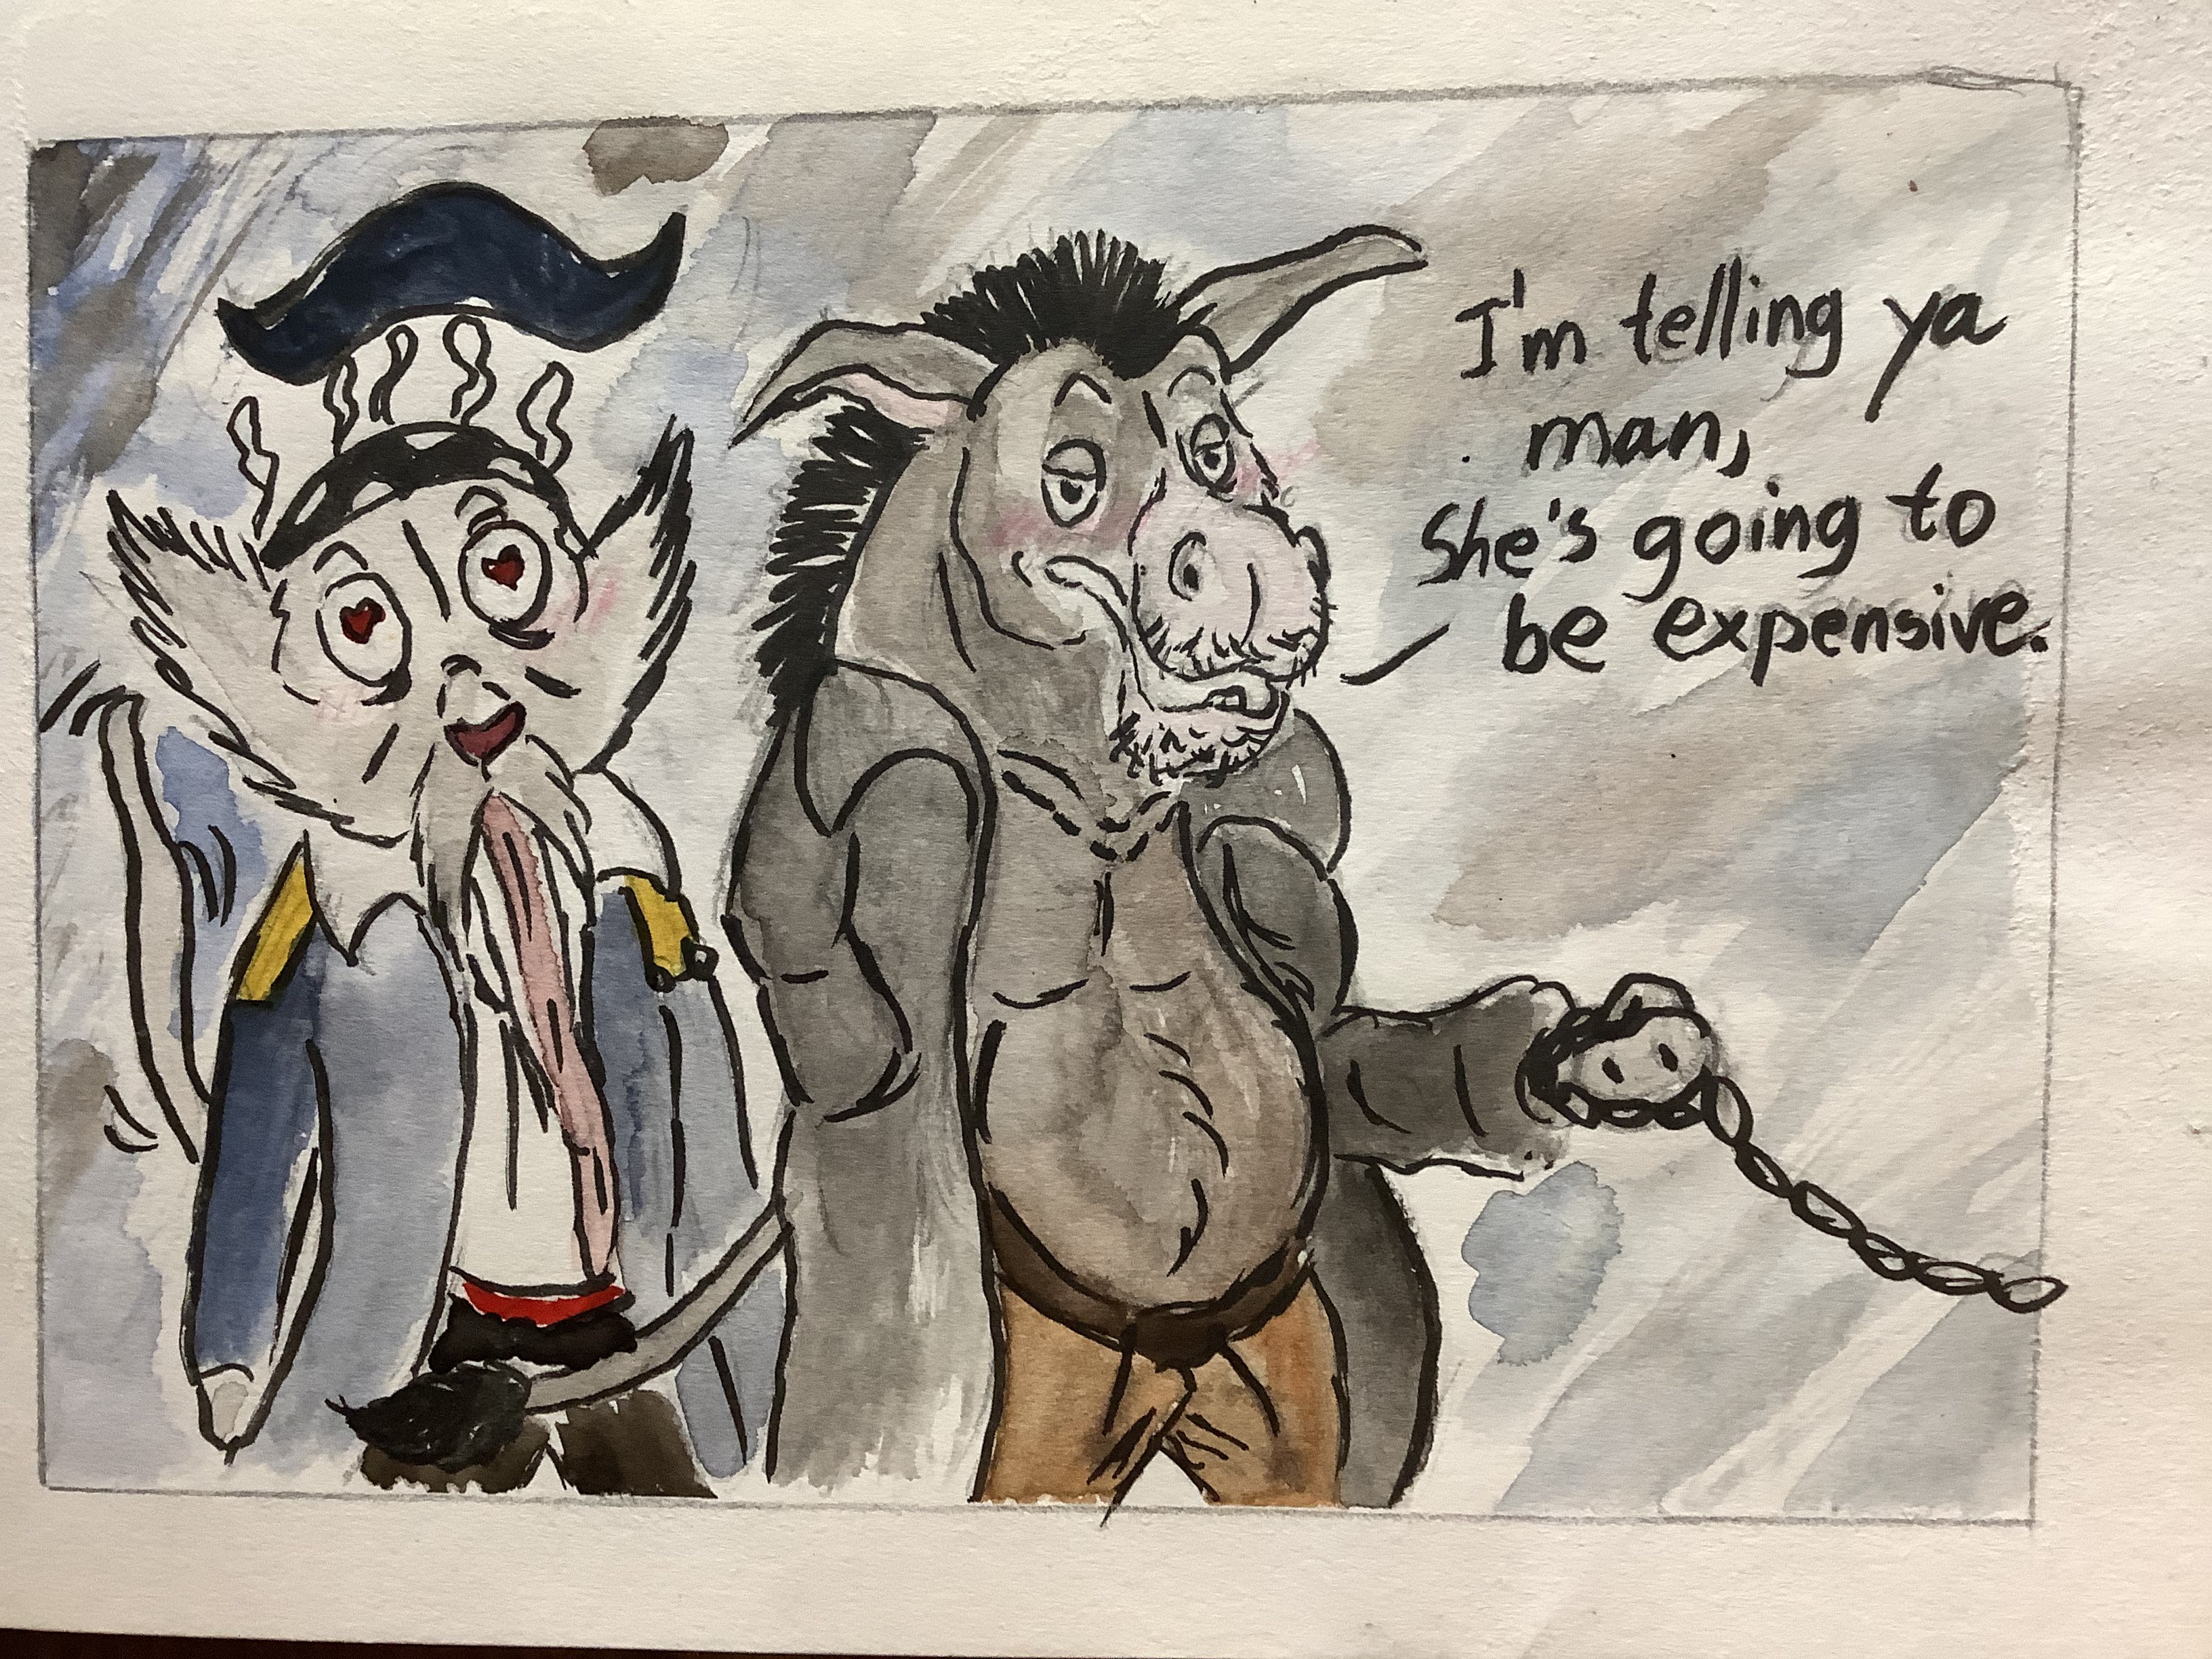 I'm telling ya
man,
She's going to
be expensive.